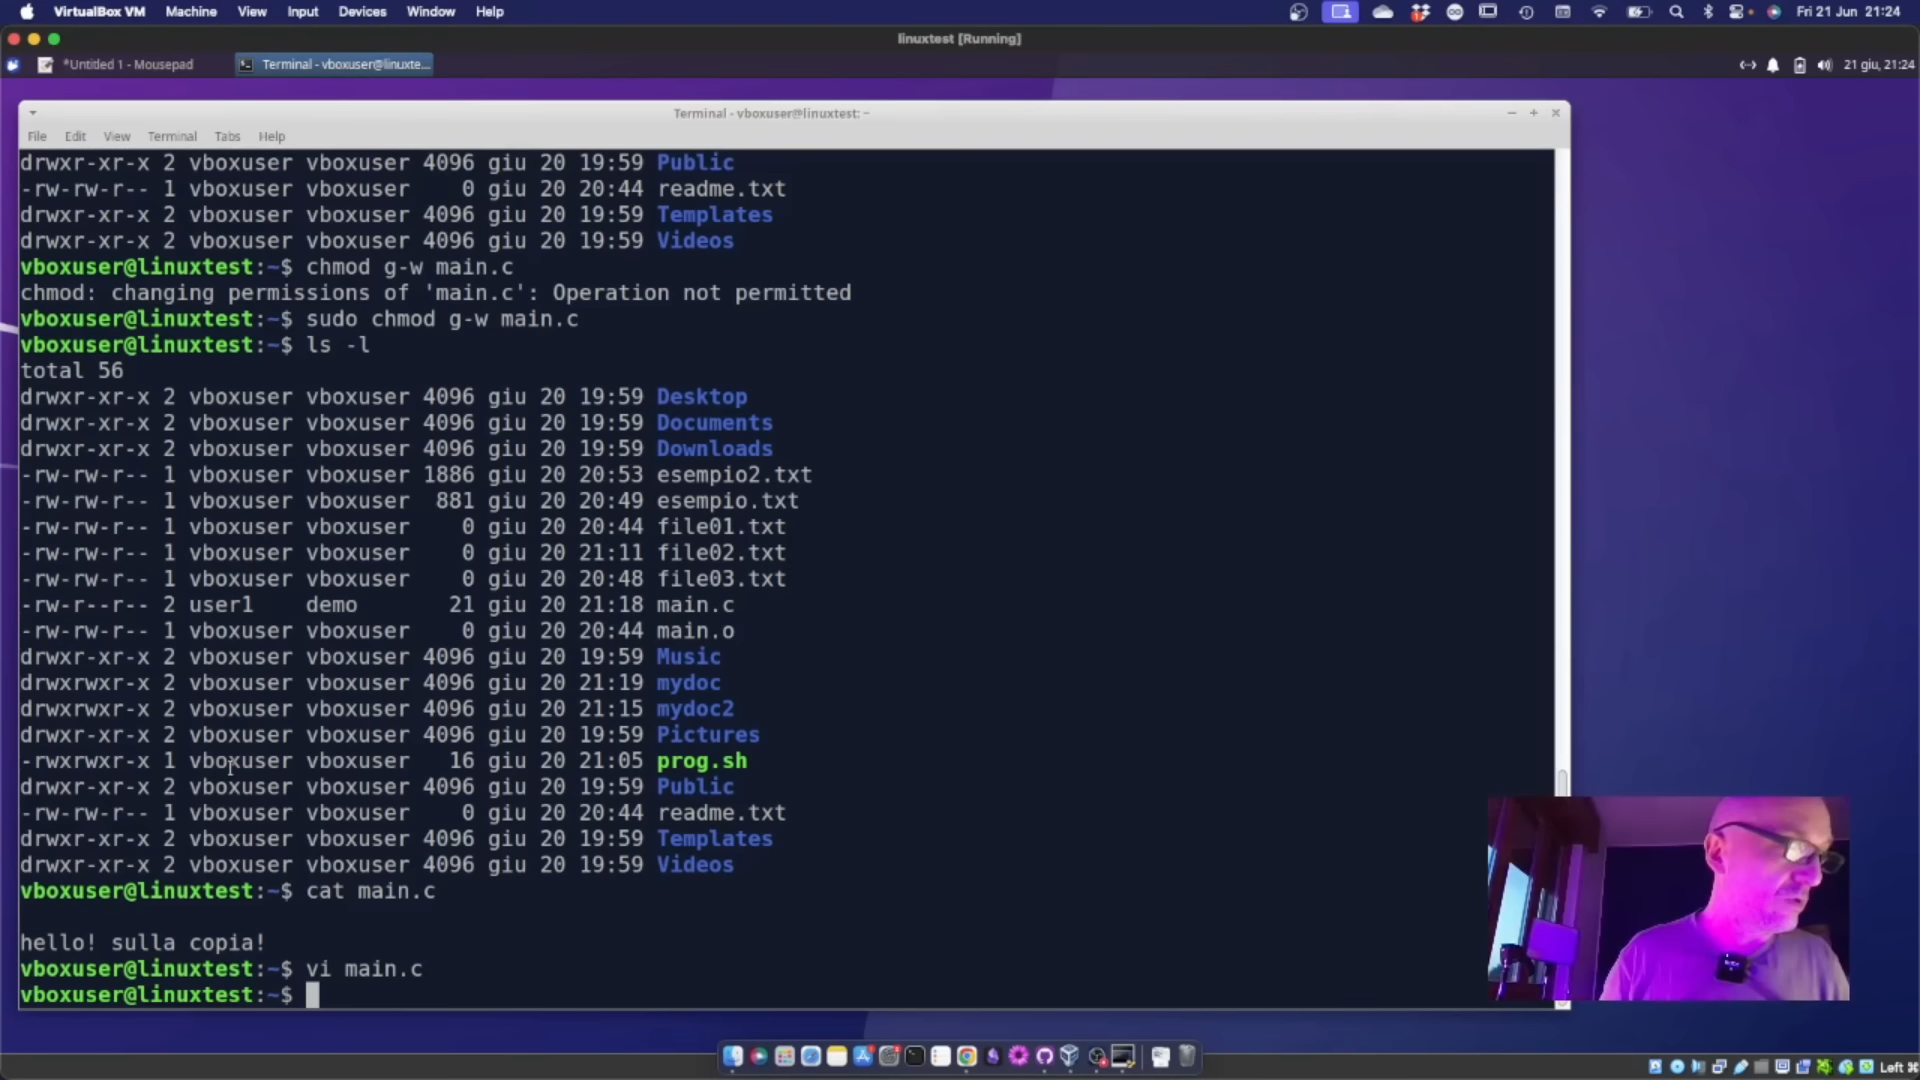 VirtualBox VM Machine View Input Devices Window Help Fri 21 Jun 21:24
linuxtest [Running]
*Untitled 1 - Mousepad Terminal - vboxuser@linuxte... 21 giu, 21:24
Terminal - vboxuser@linuxtest: ~
File Edit View Terminal Tabs Help
drwxr-xr-x 2 vboxuser vboxuser 4096 giu 20 19:59 Public
-rw-rw-r-- 1 vboxuser vboxuser 0 giu 20 20:44 readme.txt
drwxr-xr-x 2 vboxuser vboxuser 4096 giu 20 19:59 Templates
drwxr-xr-x 2 vboxuser vboxuser 4096 giu 20 19:59 Videos
vboxuser@linuxtest:~$ chmod g-w main.c
chmod: changing permissions of 'main.c': Operation not permitted
vboxuser@linuxtest:~$ sudo chmod g-w main.c
vboxuser@linuxtest:~$ ls -l
total 56
drwxr-xr-x 2 vboxuser vboxuser 4096 giu 20 19:59 Desktop
drwxr-xr-x 2 vboxuser vboxuser 4096 giu 20 19:59 Documents
drwxr-xr-x 2 vboxuser vboxuser 4096 giu 20 19:59 Downloads
-rw-rw-r-- 1 vboxuser vboxuser 1886 giu 20 20:53 esempio2.txt
-rw-rw-r-- 1 vboxuser vboxuser 881 giu 20 20:49 esempio.txt
-rw-rw-r-- 1 vboxuser vboxuser 0 giu 20 20:44 file01.txt
-rw-rw-r-- 1 vboxuser vboxuser 0 giu 20 21:11 file02.txt
-rw-rw-r-- 1 vboxuser vboxuser 0 giu 20 20:48 file03.txt
-rw-r--r-- 2 user1 demo 21 giu 20 21:18 main.c
-rw-rw-r-- 1 vboxuser vboxuser 0 giu 20 20:44 main.o
drwxr-xr-x 2 vboxuser vboxuser 4096 giu 20 19:59 Music
drwxrwxr-x 2 vboxuser vboxuser 4096 giu 20 21:19 mydoc
drwxrwxr-x 2 vboxuser vboxuser 4096 giu 20 21:15 mydoc2
drwxr-xr-x 2 vboxuser vboxuser 4096 giu 20 19:59 Pictures
-rwxrwxr-x 1 vboxuser vboxuser 16 giu 20 21:05 prog.sh
drwxr-xr-x 2 vboxuser vboxuser 4096 giu 20 19:59 Public
-rw-rw-r-- 1 vboxuser vboxuser 0 giu 20 20:44 readme.txt
drwxr-xr-x 2 vboxuser vboxuser 4096 giu 20 19:59 Templates
drwxr-xr-x 2 vboxuser vboxuser 4096 giu 20 19:59 Videos
vboxuser@linuxtest:~$ cat main.c
hello! sulla copia!
vboxuser@linuxtest:~$ vi main.c
vboxuser@linuxtest:~$
Left ⌘